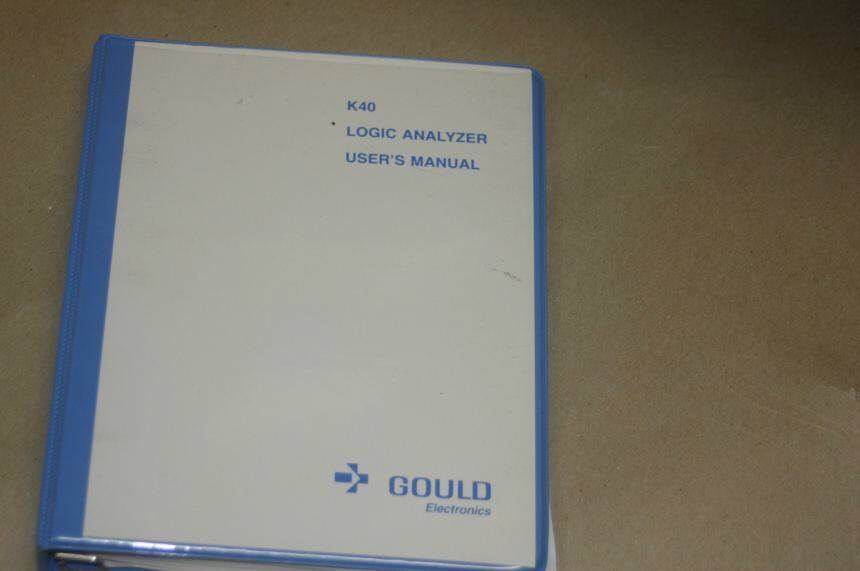 K40
LOGIC ANALYZER
USER'S MANUAL
GOULD
Electronics